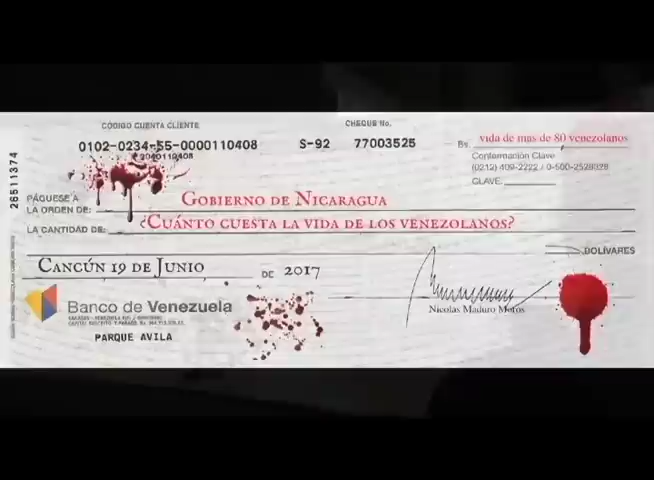 CÓDIGO CUENTA CLIENTE
CHEQUE No.
0102-0234-55-0000110408
S-92 77003525
Bs. vida de mas de 80 venezolanos
Conformación Clave
(0212) 409-2222 / 0-500-2528028
CLAVE:
26511374
PÁGUESE A
LA ORDEN DE: GOBIERNO DE NICARAGUA
LA CANTIDAD DE: ¿CUÁNTO CUESTA LA VIDA DE LOS VENEZOLANOS?
BOLÍVARES
CANCÚN 19 DE JUNIO DE 2017
Nicolas Maduro Moros
Banco de Venezuela
PARQUE AVILA